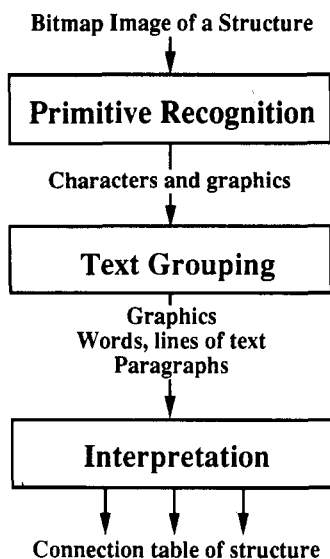 Bitmap Image of a Structure
Primitive Recognition
Characters and graphics
Text Grouping
Graphics
Words, lines of text
Paragraphs
Interpretation
Connection table of structure